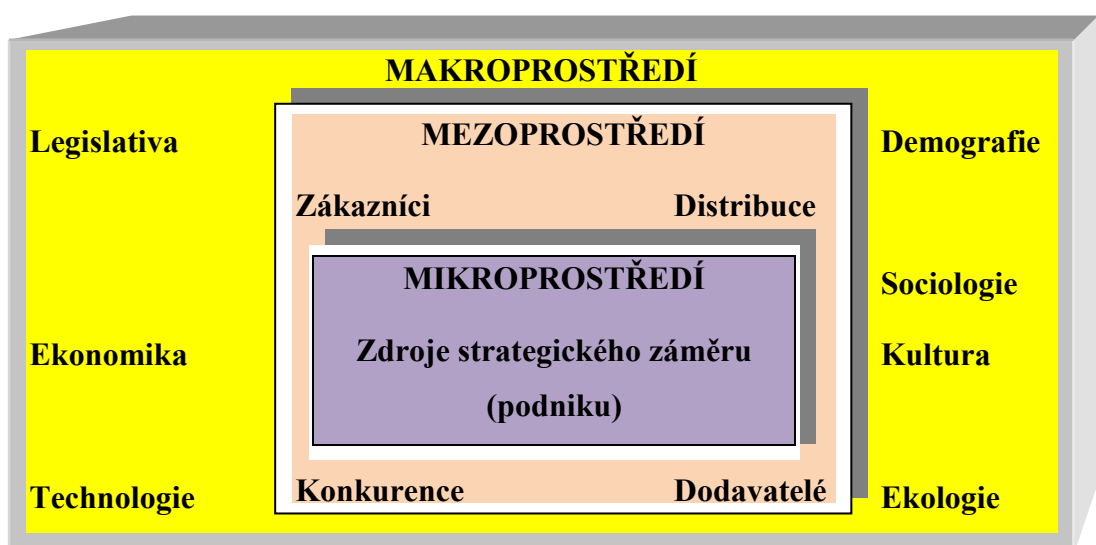 MAKROPROSTŘEDÍ
Legislativa
MEZOPROSTŘEDÍ
Demografie
Zákazníci
Distribuce
MIKROPROSTŘEDÍ
Sociologie
Ekonomika
Zdroje strategického záměru
Kultura
(podniku)
Technologie
Konkurence
Dodavatelé
Ekologie